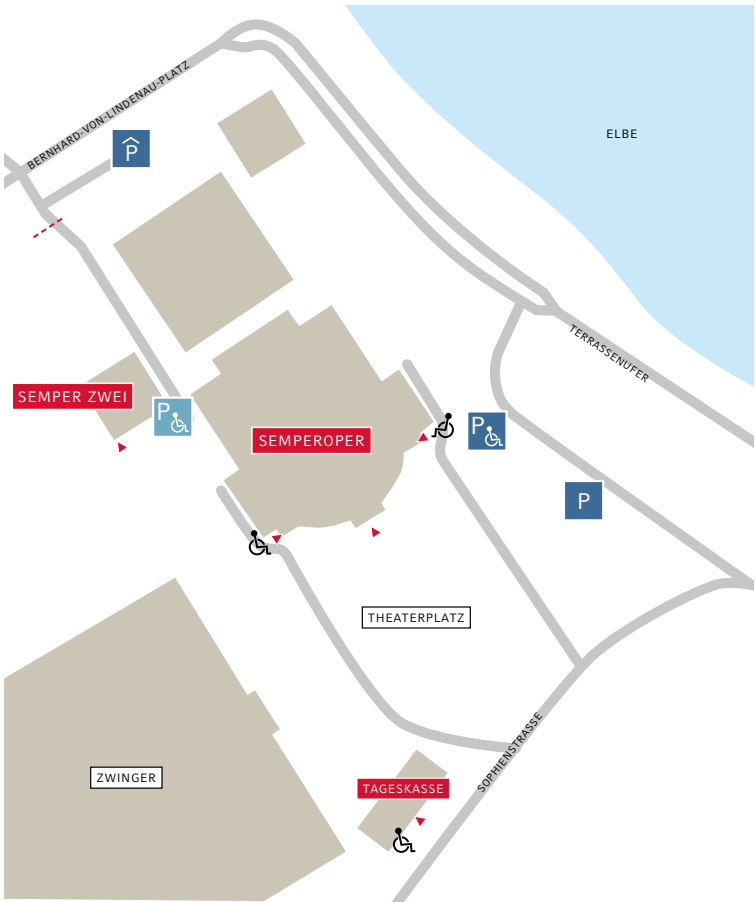 BERNHARD-VON-LINDENAU-PLATZ
P
ELBE
TERRASSENUFER
SEMPER ZWEI
P
SEMPEROPER
P
P
THEATERPLATZ
SOPHIENSTRASSE
ZWINGER
TAGESKASSE